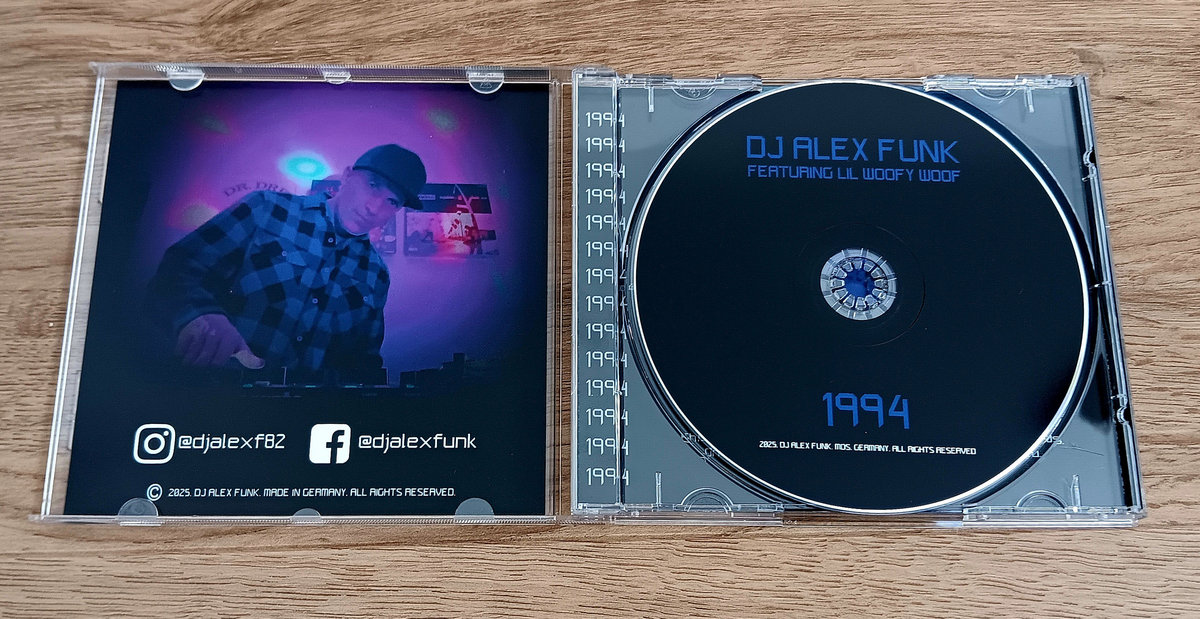 DR. DRE
@djalexf82
@djalexfunk
© 2025. DJ ALEX FUNK. MADE IN GERMANY. ALL RIGHTS RESERVED.
1994
1994
1994
1994
1994
1994
1994
1994
1994
1994
1994
1994
1994
1994
DJ ALEX FUNK
FEATURING LIL WOOFY WOOF
1994
2025. DJ ALEX FUNK. MDS. GERMANY. ALL RIGHTS RESERVED